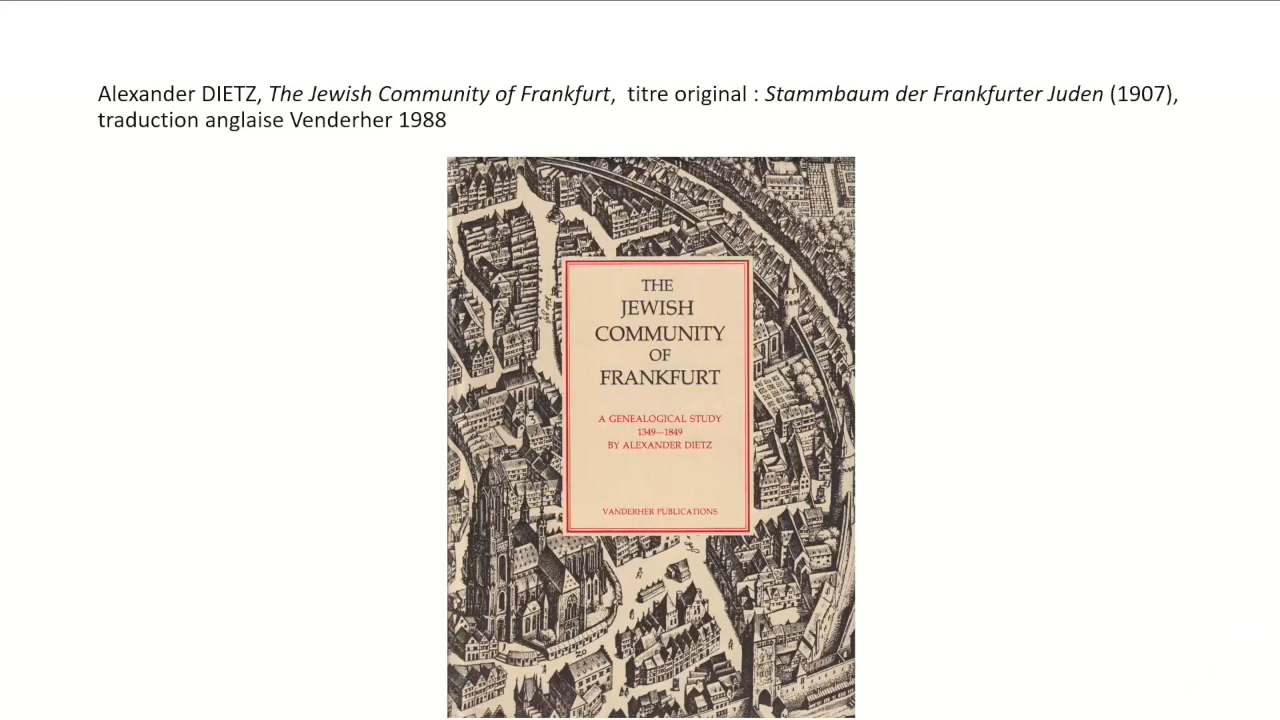 Alexander DIETZ, The Jewish Community of Frankfurt, titre original : Stammbaum der Frankfurter Juden (1907),
traduction anglaise Venderher 1988
THE
JEWISH
COMMUNITY
OF
FRANKFURT
A GENEALOGICAL STUDY
1349—1849
BY ALEXANDER DIETZ
VANDERHER PUBLICATIONS